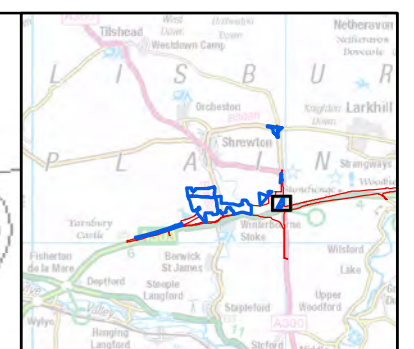 A360
West Down
Tilshead
Westdown Camp
Netheravon
Netheravon
Dovecote
L I S B U R
Orcheston
Larkhill
Shrewton
P L A I N
Strangways
Stonehenge
Yarnbury
Castle
Winterbourne
Stoke
Fisherton
de la Mere
Berwick
St James
Wilsford
Lake
Deptford
Steeple
Langford
Upper
Woodford
Stapleford
Wylye
Hanging
Langford
A360